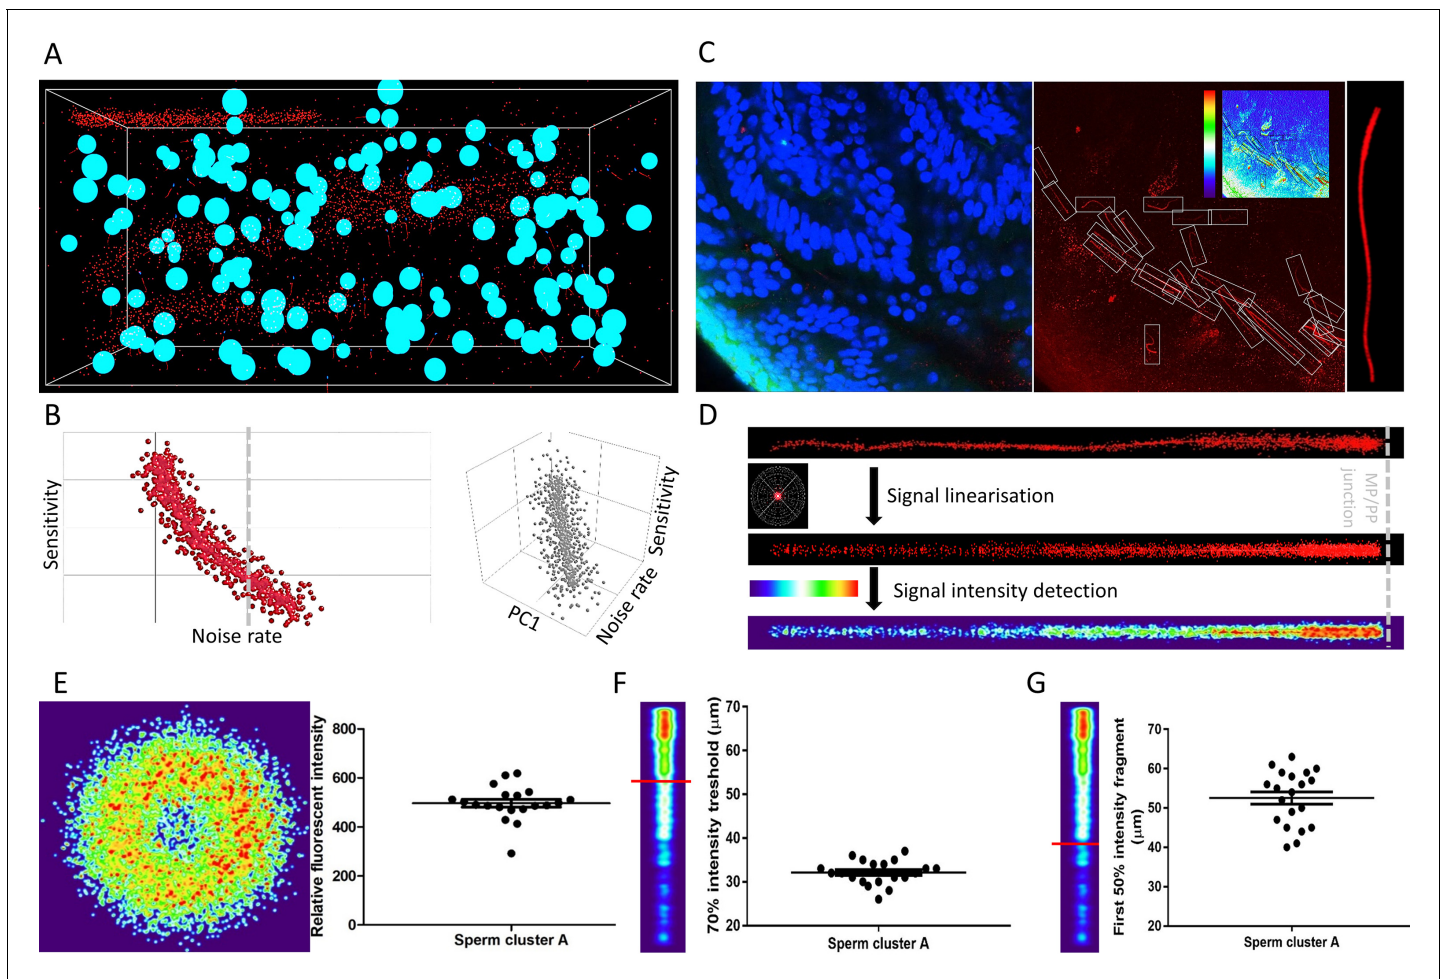 A
C
B
Sensitivity
Noise rate
PC1
Noise rate
Sensitivity
D
Signal linearisation
MP/PP
junction
Signal intensity detection
E
Relative fluorescent intensity
800
600
400
200
0
Sperm cluster A
F
70% intensity treshold (μm)
70
60
50
40
30
20
Sperm cluster A
G
First 50% intensity fragment
(μm)
70
60
50
40
30
20
Sperm cluster A